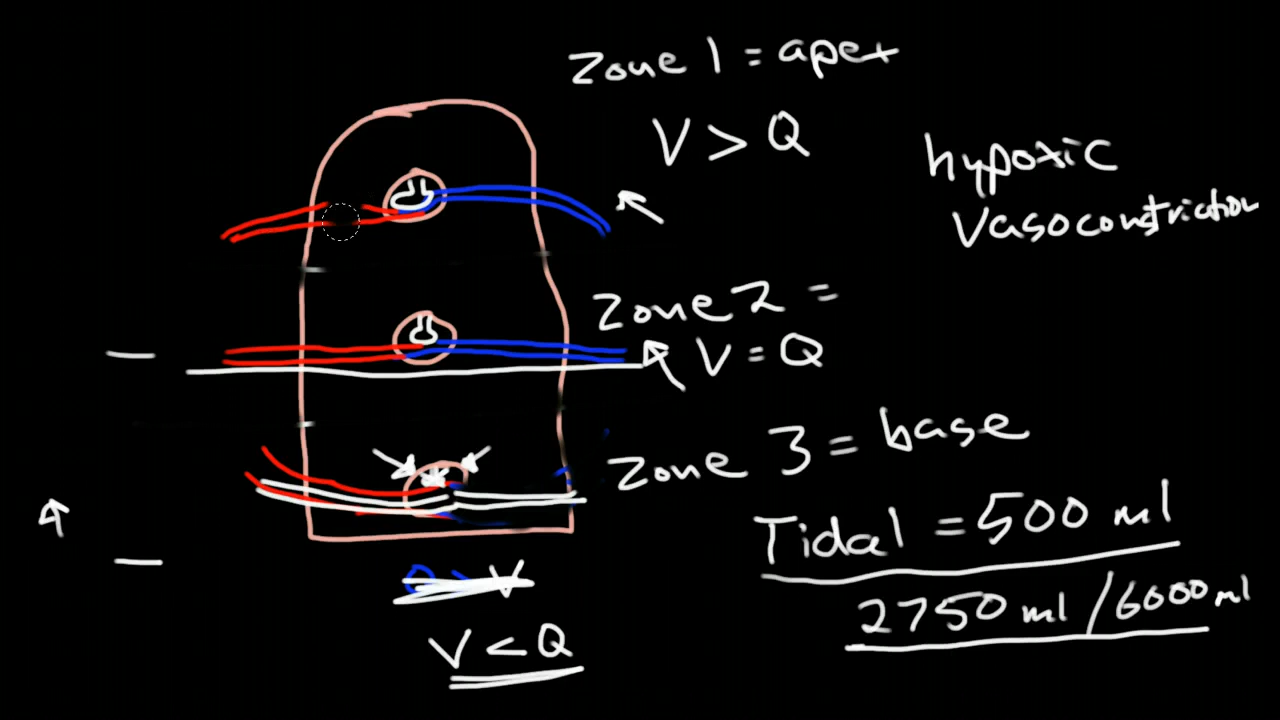 Zone 1 = apex
V > Q
hypoxic
Vasoconstriction
Zone 2 =
V = Q
Zone 3 = base
Tidal = 500 ml
2750 ml / 6000 ml
V < Q